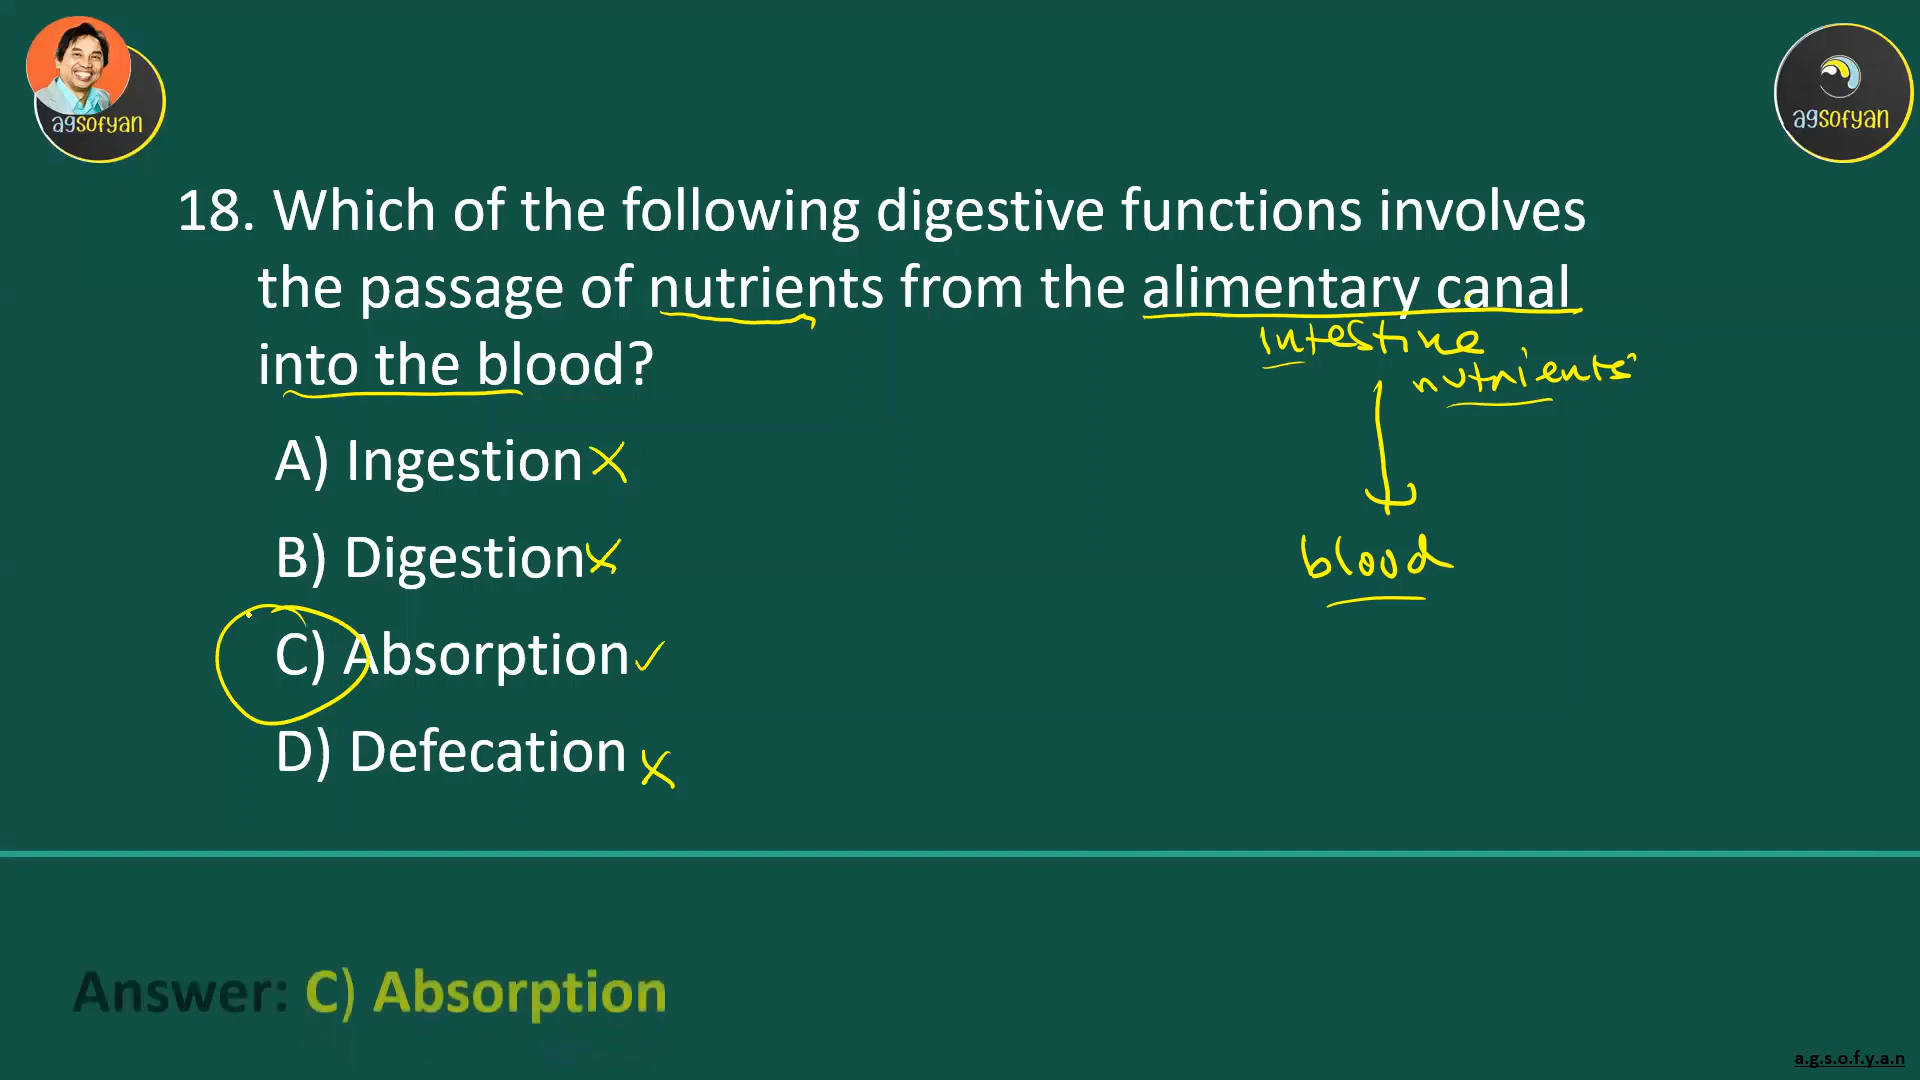 agsofyan
agsofyan
18. Which of the following digestive functions involves
the passage of nutrients from the alimentary canal
into the blood?
intestine
nutrients
A) Ingestion x
B) Digestion x
blood
C) Absorption ✓
D) Defecation x
Answer: C) Absorption
a.g.s.o.f.y.a.n